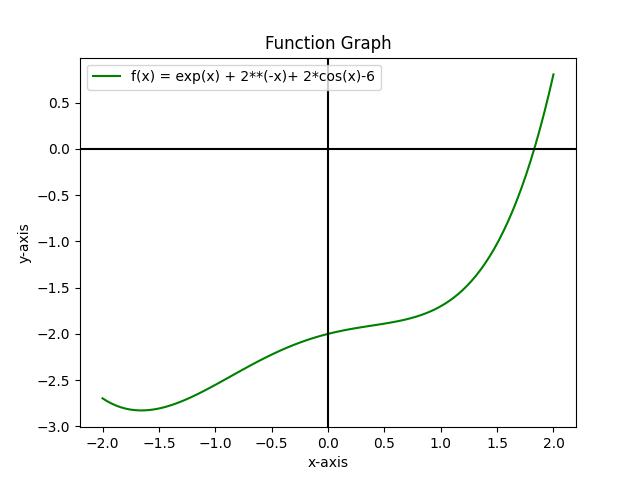 Function Graph
f(x) = exp(x) + 2**(-x)+ 2*cos(x)-6
0.5
0.0
−0.5
−1.0
−1.5
−2.0
−2.5
−3.0
y-axis
−2.0 −1.5 −1.0 −0.5 0.0 0.5 1.0 1.5 2.0
x-axis